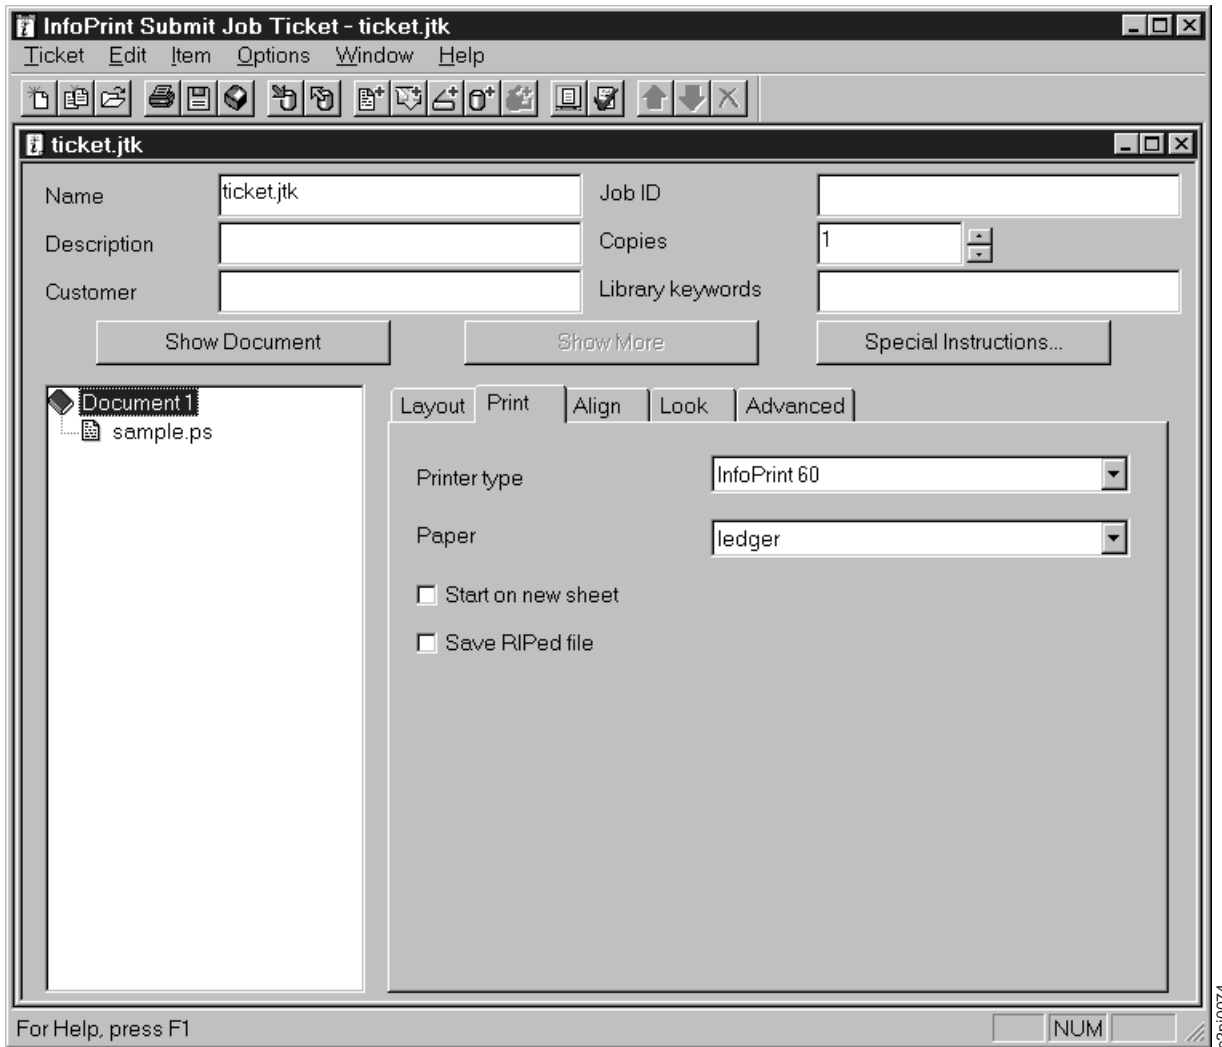 InfoPrint Submit Job Ticket - ticket.jtk
Ticket Edit Item Options Window Help
ticket.jtk
Name ticket.jtk Job ID
Description Copies 1
Customer Library keywords
Show Document Show More Special Instructions...
Document 1 Layout Print Align Look Advanced
sample.ps
Printer type InfoPrint 60
Paper ledger
Start on new sheet
Save RIPed file
For Help, press F1 NUM